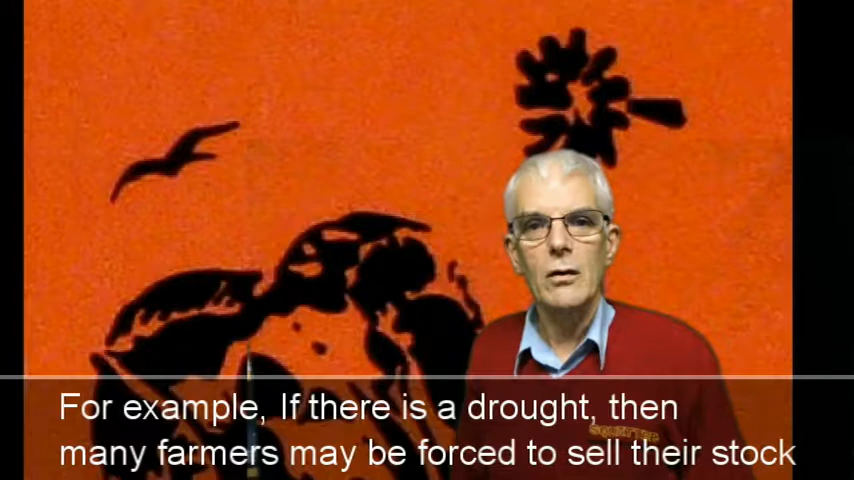 For example, If there is a drought, then
many farmers may be forced to sell their stock